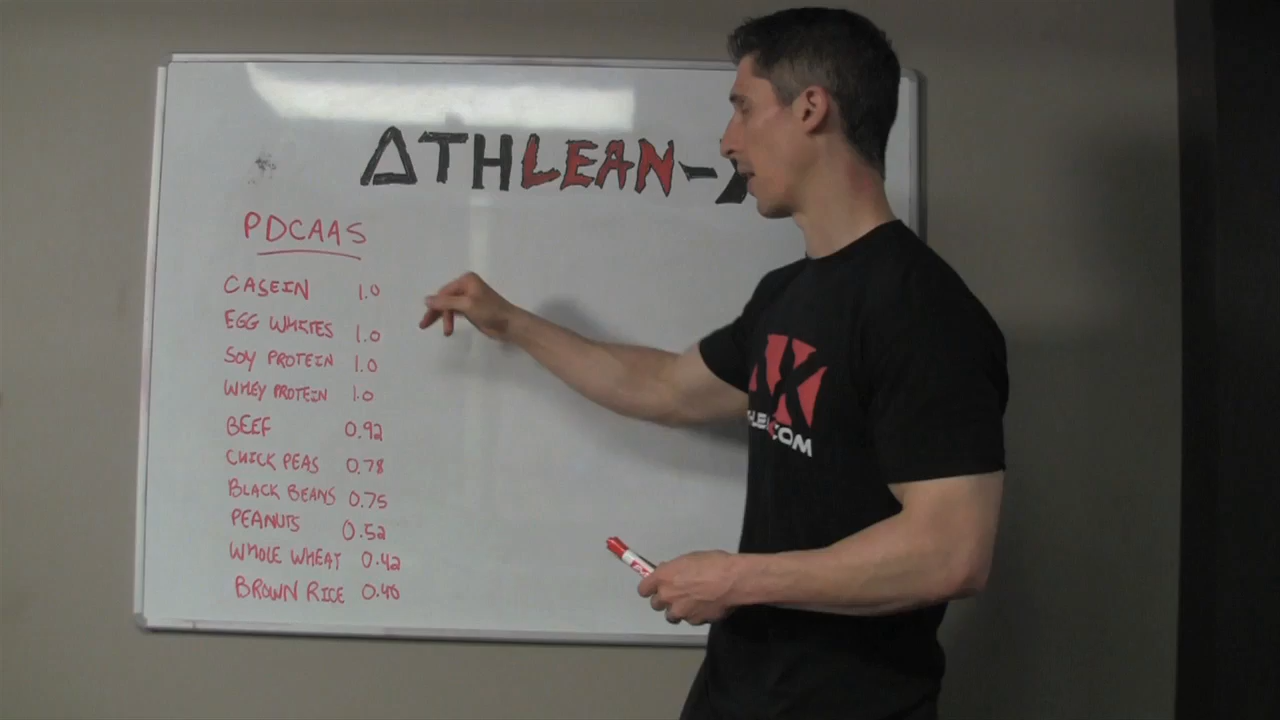 ATHLEAN-X
PDCAAS
CASEIN 1.0
EGG WHITES 1.0
SOY PROTEIN 1.0
WHEY PROTEIN 1.0
BEEF 0.92
CHICK PEAS 0.78
BLACK BEANS 0.75
PEANUTS 0.52
WHOLE WHEAT 0.42
BROWN RICE 0.46
AX